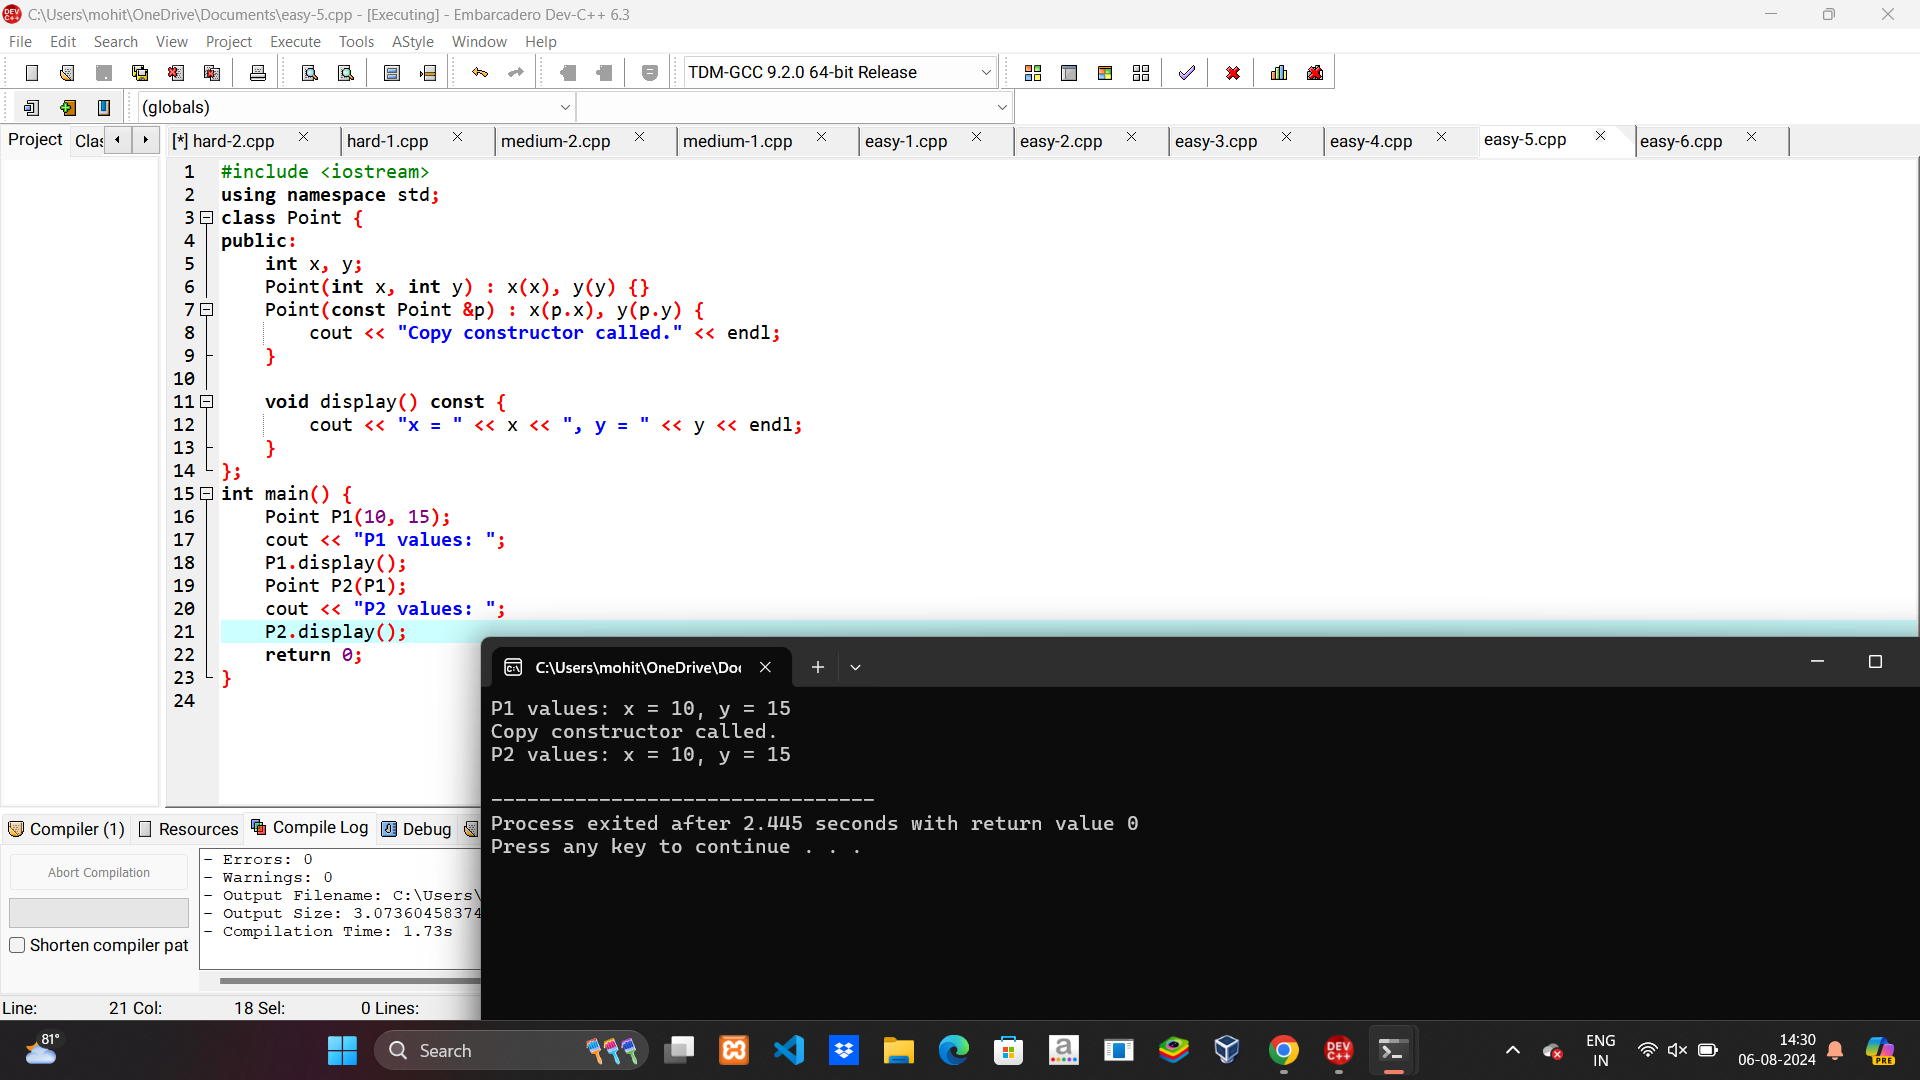 C:\Users\mohit\OneDrive\Documents\easy-5.cpp - [Executing] - Embarcadero Dev-C++ 6.3
File Edit Search View Project Execute Tools AStyle Window Help
TDM-GCC 9.2.0 64-bit Release
(globals)
Project Clas [*] hard-2.cpp hard-1.cpp medium-2.cpp medium-1.cpp easy-1.cpp easy-2.cpp easy-3.cpp easy-4.cpp easy-5.cpp easy-6.cpp
1 #include <iostream>
2 using namespace std;
3 class Point {
4 public:
5 int x, y;
6 Point(int x, int y) : x(x), y(y) {}
7 Point(const Point &p) : x(p.x), y(p.y) {
8 cout << "Copy constructor called." << endl;
9 }
10
11 void display() const {
12 cout << "x = " << x << ", y = " << y << endl;
13 }
14 };
15 int main() {
16 Point P1(10, 15);
17 cout << "P1 values: ";
18 P1.display();
19 Point P2(P1);
20 cout << "P2 values: ";
21 P2.display();
22 return 0;
23 }
24
C:\Users\mohit\OneDrive\Doc
P1 values: x = 10, y = 15
Copy constructor called.
P2 values: x = 10, y = 15
--------------------------------
Process exited after 2.445 seconds with return value 0
Press any key to continue . . .
Compiler (1) Resources Compile Log Debug
Abort Compilation
Shorten compiler pat
- Errors: 0
- Warnings: 0
- Output Filename: C:\Users\
- Output Size: 3.07360458374
- Compilation Time: 1.73s
Line: 21 Col: 18 Sel: 0 Lines:
81°
Search
DEV C++
ENG
IN
14:30
06-08-2024
PRE